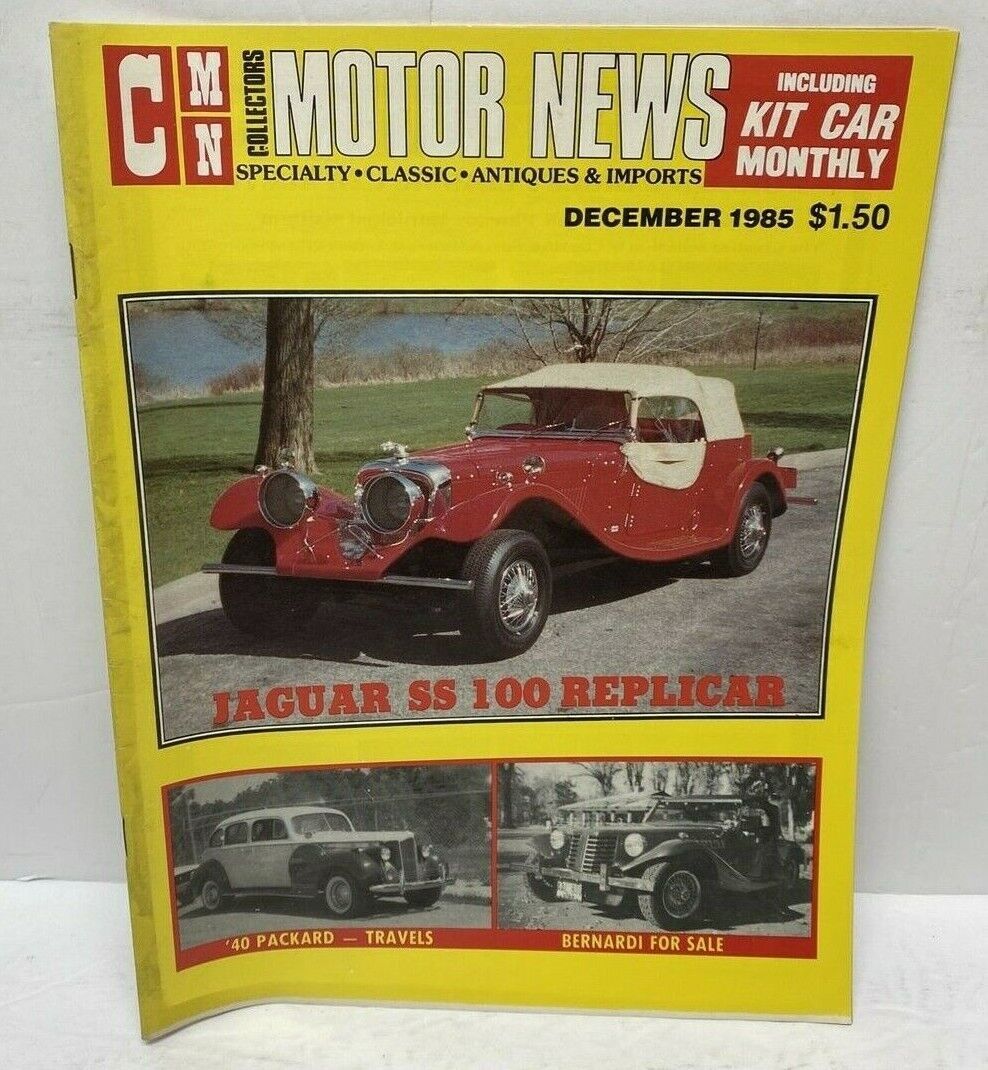 CMN
COLLECTORS MOTOR NEWS
SPECIALTY • CLASSIC • ANTIQUES & IMPORTS
INCLUDING
KIT CAR
MONTHLY
DECEMBER 1985 $1.50
JAGUAR SS 100 REPLICAR
'40 PACKARD — TRAVELS
BERNARDI FOR SALE